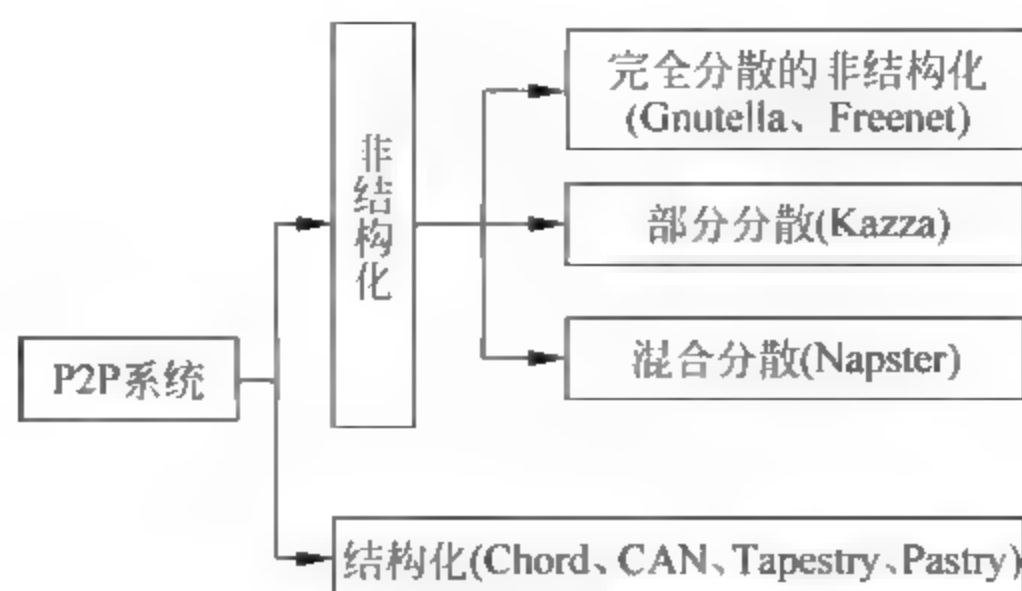 P2P系统
非结构化
完全分散的非结构化
(Gnutella、Freenet)
部分分散(Kazza)
混合分散(Napster)
结构化(Chord、CAN、Tapestry、Pastry)